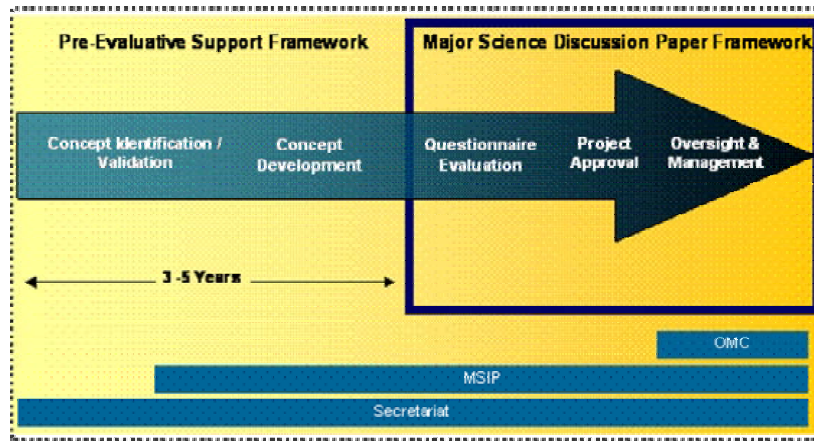 Pre-Evaluative Support Framework
Major Science Discussion Paper Framework
Concept Identification /
Validation
Concept
Development
Questionnaire
Evaluation
Project
Approval
Oversight &
Management
3 -5 Years
OMC
MSIP
Secretariat